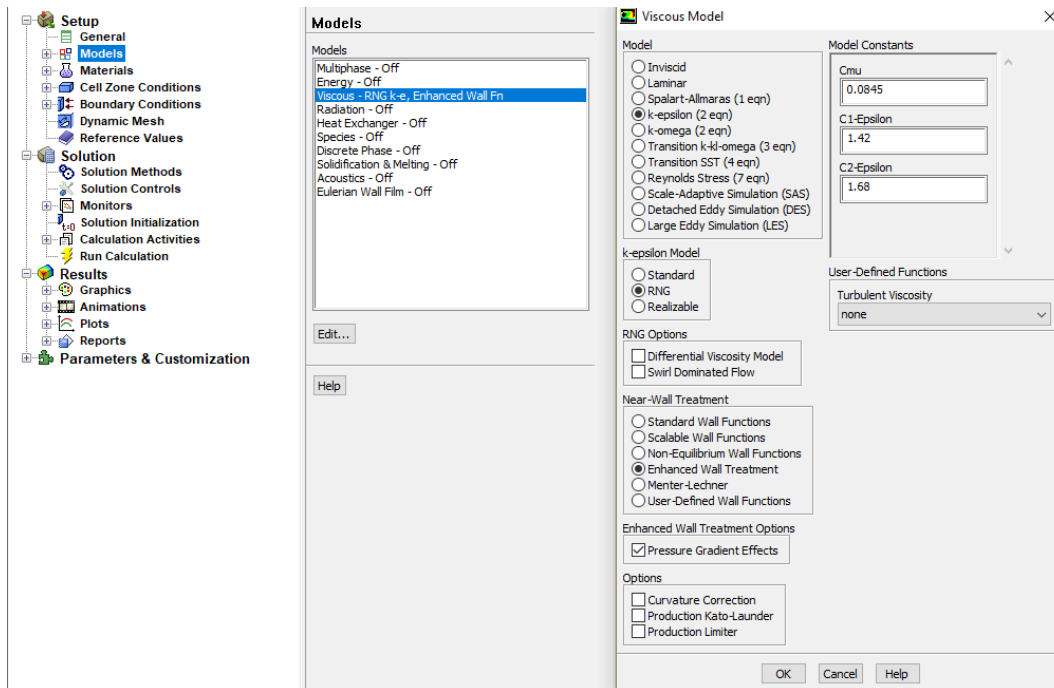 Setup
General
Models
Materials
Cell Zone Conditions
Boundary Conditions
Dynamic Mesh
Reference Values
Solution
Solution Methods
Solution Controls
Monitors
t=0 Solution Initialization
Calculation Activities
Run Calculation
Results
Graphics
Animations
Plots
Reports
Parameters & Customization
Models
Models
Multiphase - Off
Energy - Off
Viscous - RNG k-e, Enhanced Wall Fn
Radiation - Off
Heat Exchanger - Off
Species - Off
Discrete Phase - Off
Solidification & Melting - Off
Acoustics - Off
Eulerian Wall Film - Off
Edit...
Help
Viscous Model
Model
Inviscid
Laminar
Spalart-Allmaras (1 eqn)
k-epsilon (2 eqn)
k-omega (2 eqn)
Transition k-kl-omega (3 eqn)
Transition SST (4 eqn)
Reynolds Stress (7 eqn)
Scale-Adaptive Simulation (SAS)
Detached Eddy Simulation (DES)
Large Eddy Simulation (LES)
k-epsilon Model
Standard
RNG
Realizable
RNG Options
Differential Viscosity Model
Swirl Dominated Flow
Near-Wall Treatment
Standard Wall Functions
Scalable Wall Functions
Non-Equilibrium Wall Functions
Enhanced Wall Treatment
Menter-Lechner
User-Defined Wall Functions
Enhanced Wall Treatment Options
Pressure Gradient Effects
Options
Curvature Correction
Production Kato-Launder
Production Limiter
Model Constants
Cmu
0.0845
C1-Epsilon
1.42
C2-Epsilon
1.68
User-Defined Functions
Turbulent Viscosity
none
OK
Cancel
Help